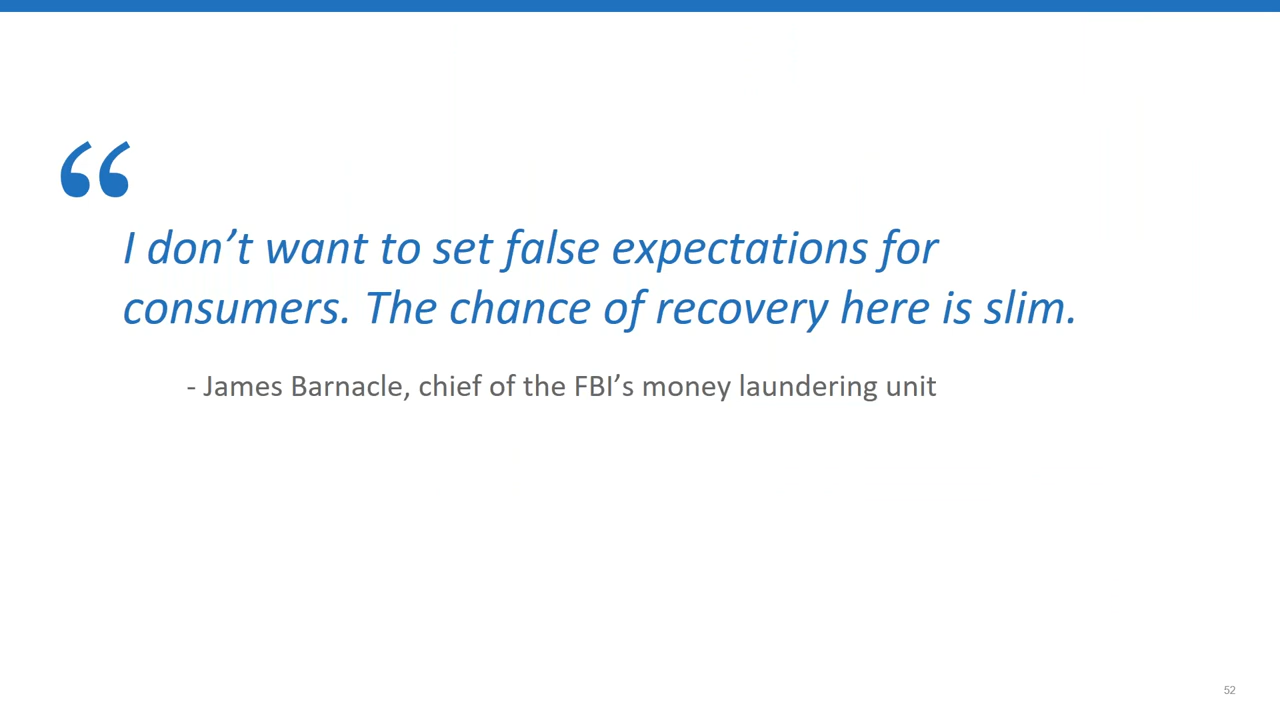 “
I don’t want to set false expectations for
consumers. The chance of recovery here is slim.
- James Barnacle, chief of the FBI’s money laundering unit
52